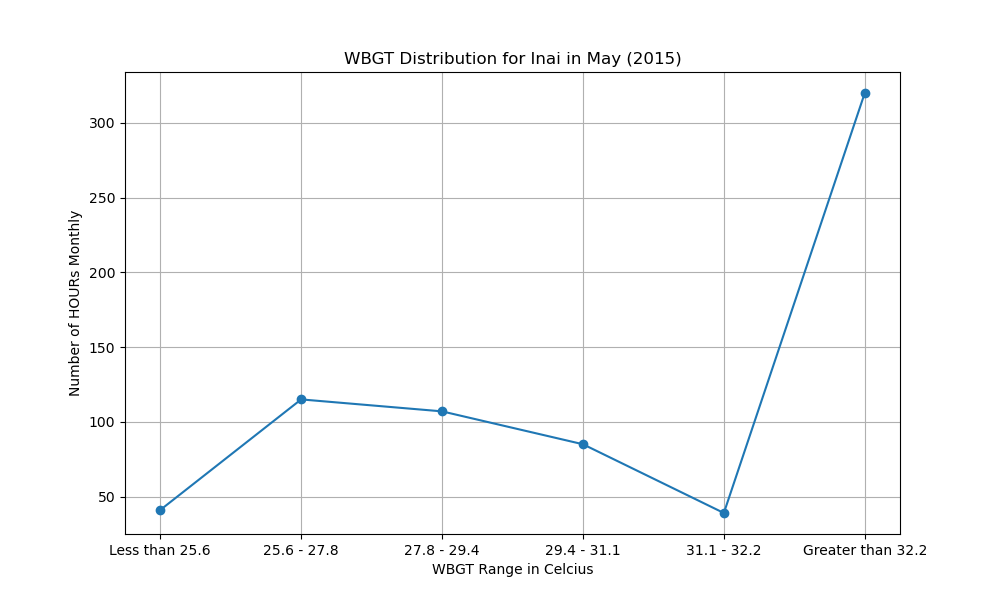 WBGT Distribution for Inai in May (2015)
Number of HOURs Monthly
300
250
200
150
100
50
Less than 25.6
25.6 - 27.8
27.8 - 29.4
29.4 - 31.1
31.1 - 32.2
Greater than 32.2
WBGT Range in Celcius